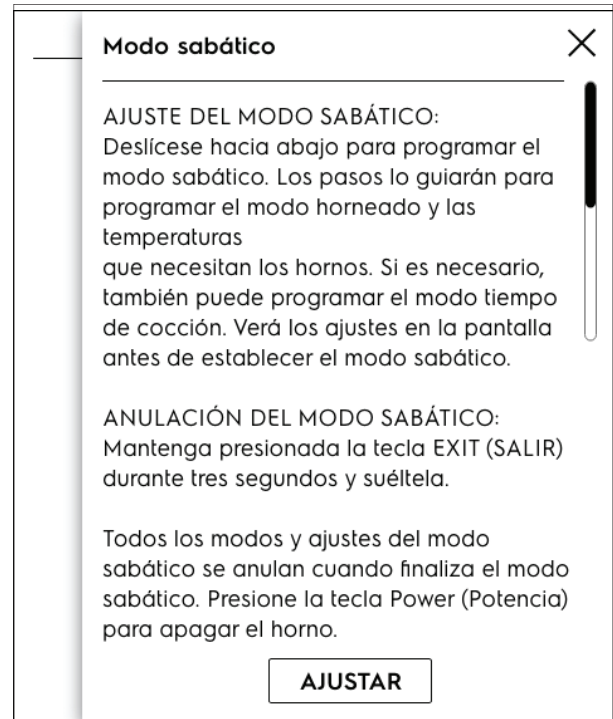 Modo sabático
AJUSTE DEL MODO SABÁTICO:
Deslícese hacia abajo para programar el
modo sabático. Los pasos lo guiarán para
programar el modo horneado y las
temperaturas
que necesitan los hornos. Si es necesario,
también puede programar el modo tiempo
de cocción. Verá los ajustes en la pantalla
antes de establecer el modo sabático.
ANULACIÓN DEL MODO SABÁTICO:
Mantenga presionada la tecla EXIT (SALIR)
durante tres segundos y suéltela.
Todos los modos y ajustes del modo
sabático se anulan cuando finaliza el modo
sabático. Presione la tecla Power (Potencia)
para apagar el horno.
AJUSTAR